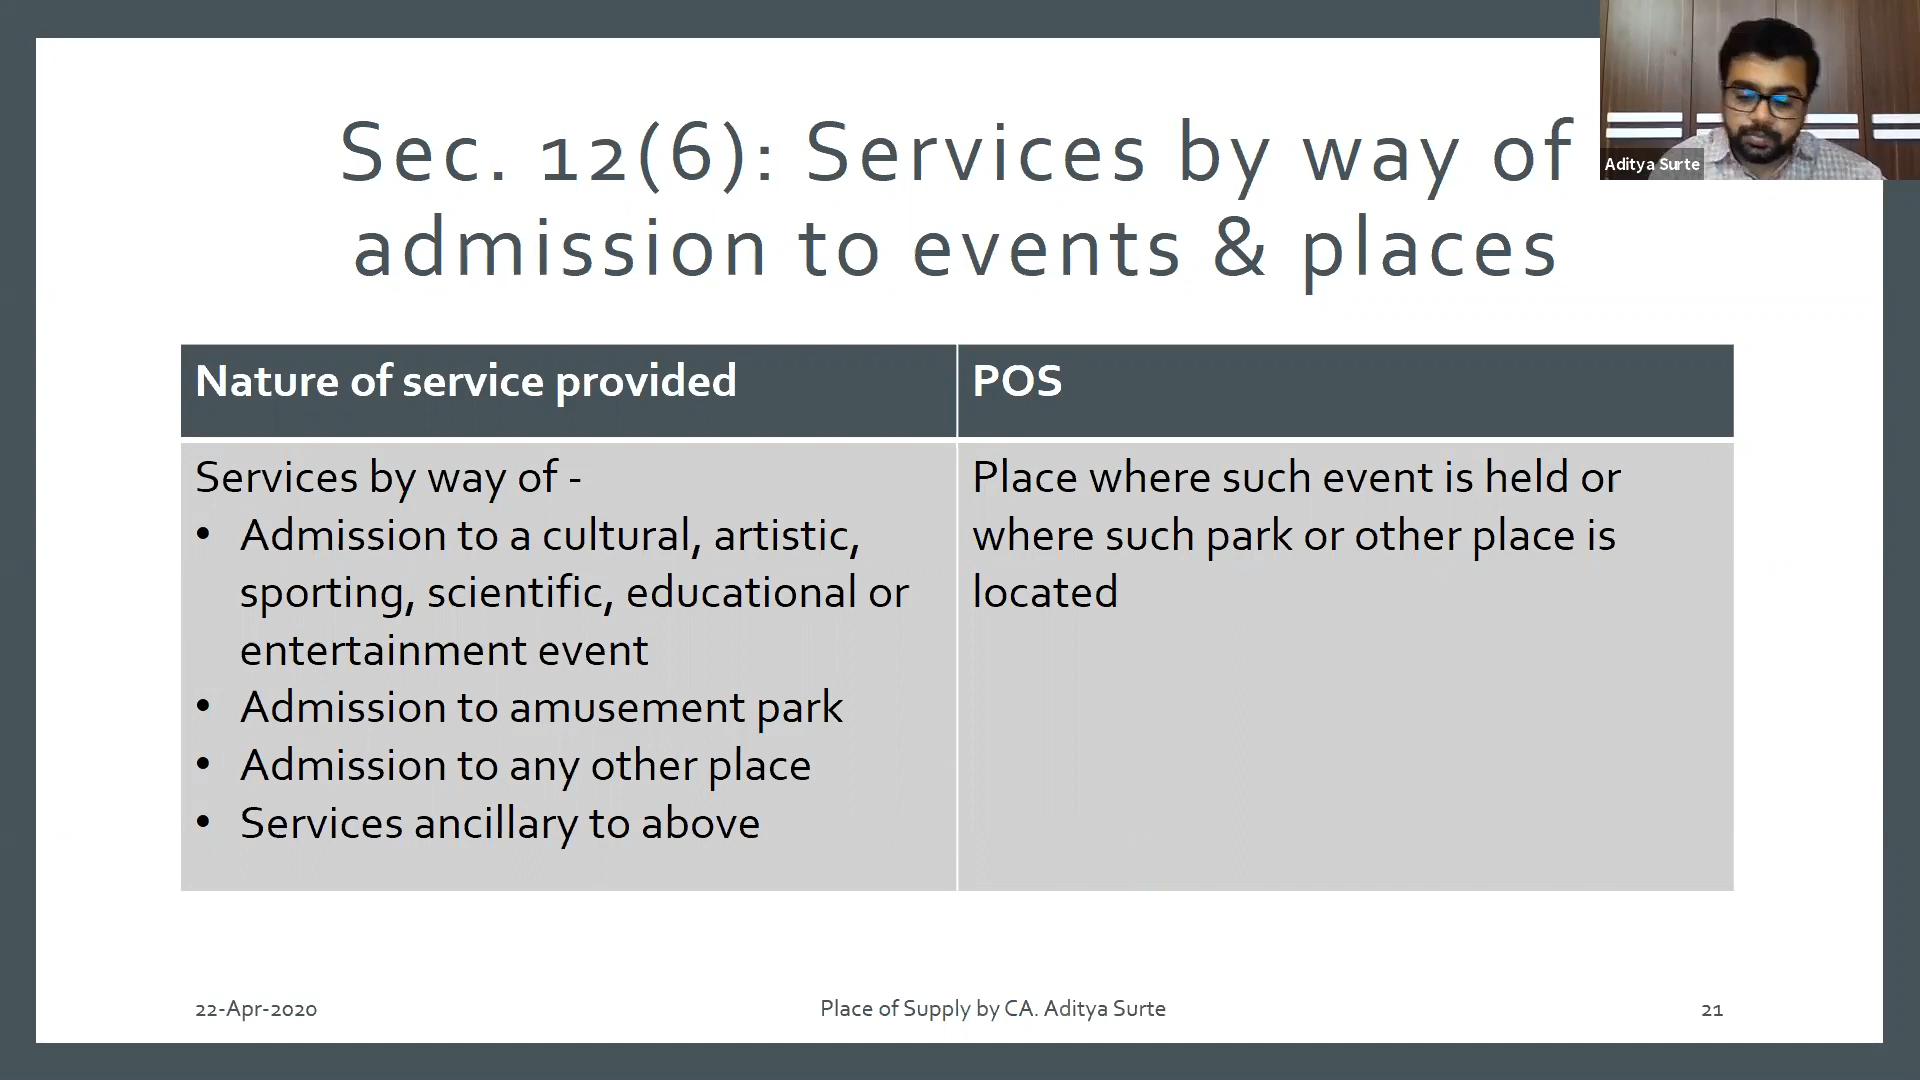 Sec. 12(6): Services by way of
admission to events & places
Aditya Surte
Nature of service provided
POS
Services by way of -
• Admission to a cultural, artistic,
sporting, scientific, educational or
entertainment event
• Admission to amusement park
• Admission to any other place
• Services ancillary to above
Place where such event is held or
where such park or other place is
located
22-Apr-2020
Place of Supply by CA. Aditya Surte
21